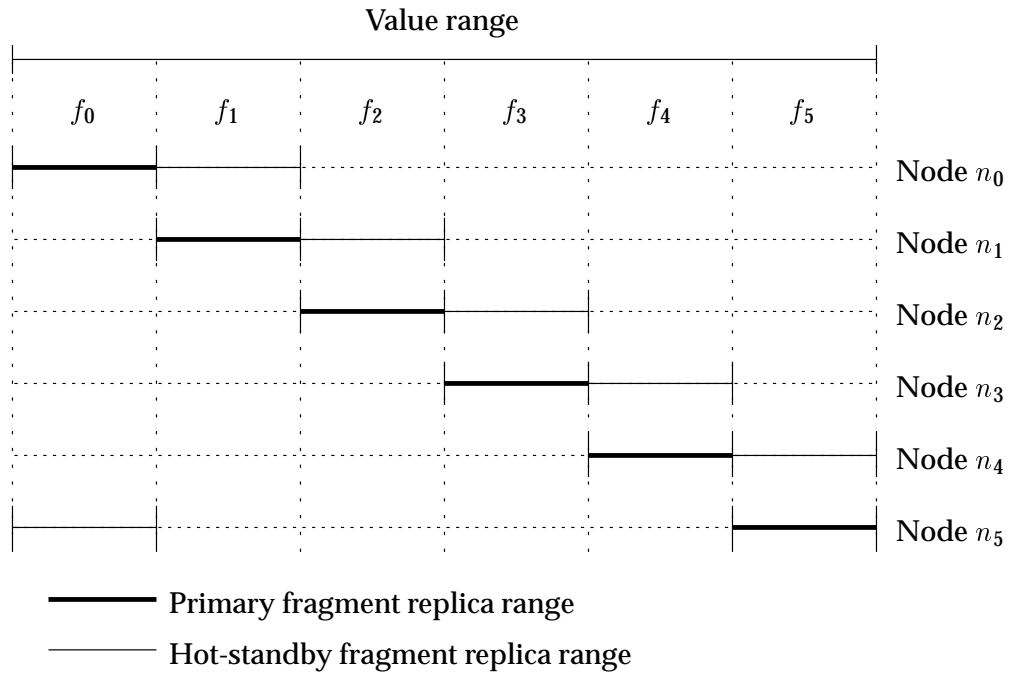 Value range
f0 f1 f2 f3 f4 f5
Node n0
Node n1
Node n2
Node n3
Node n4
Node n5
Primary fragment replica range
Hot-standby fragment replica range